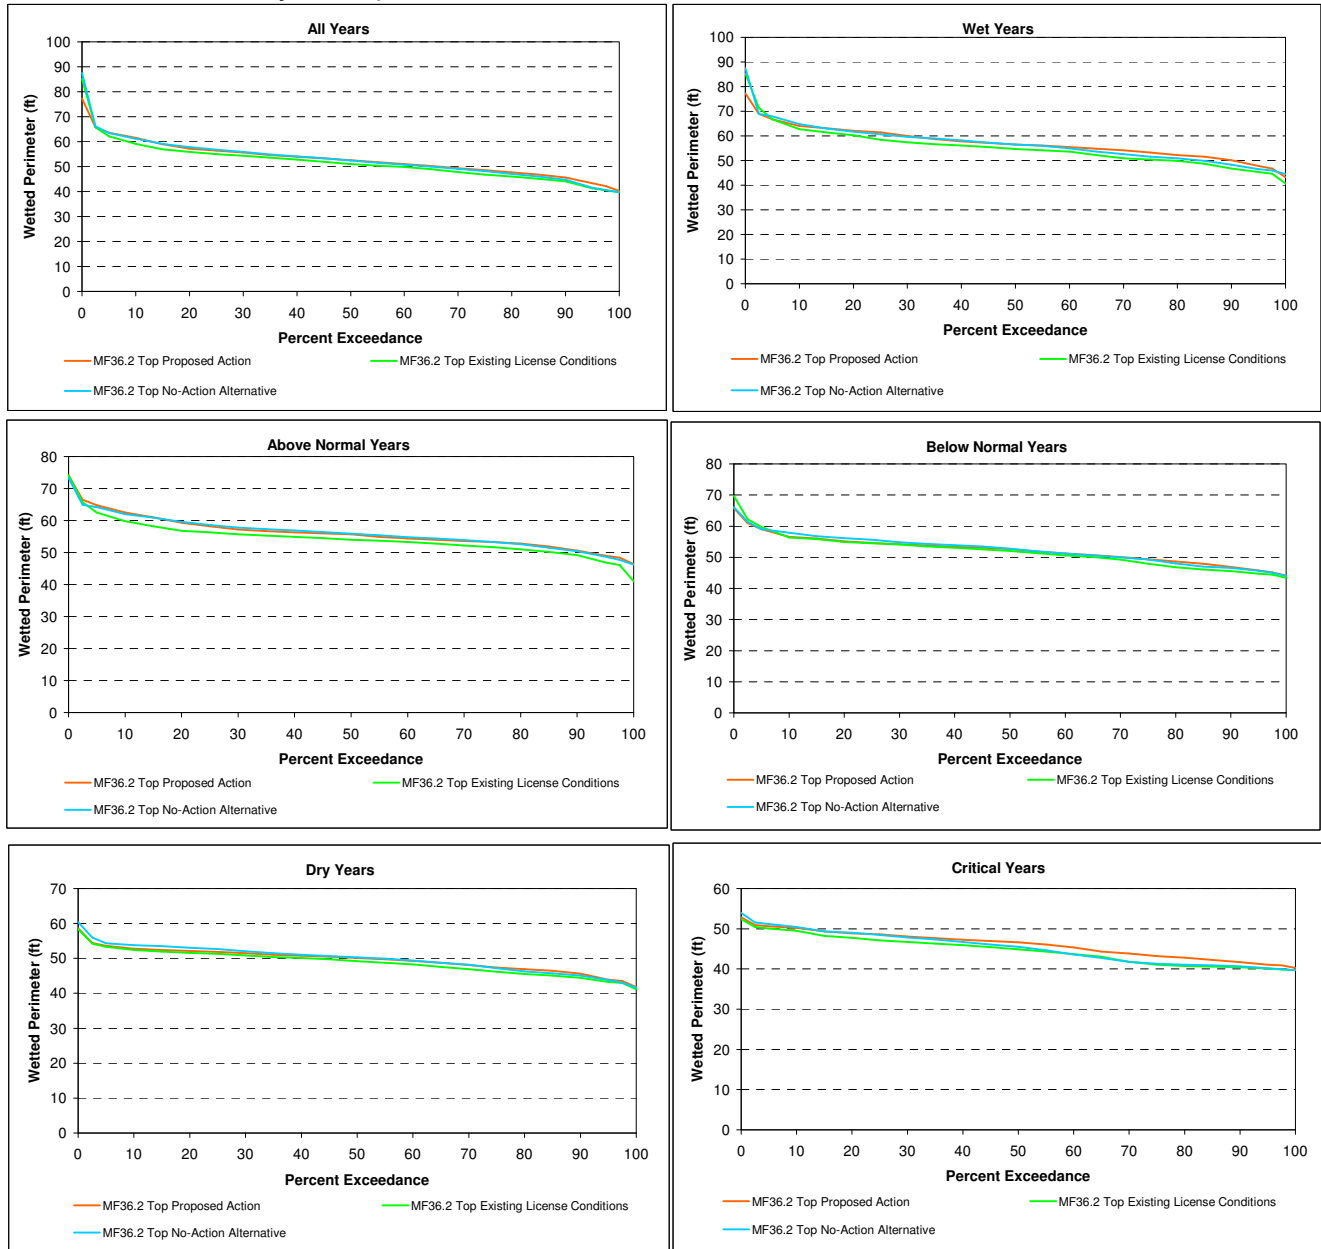 All Years
Wetted Perimeter (ft)
100
90
80
70
60
50
40
30
20
10
0
0 10 20 30 40 50 60 70 80 90 100
Percent Exceedance
MF36.2 Top Proposed Action
MF36.2 Top Existing License Conditions
MF36.2 Top No-Action Alternative
Wet Years
Wetted Perimeter (ft)
100
90
80
70
60
50
40
30
20
10
0
0 10 20 30 40 50 60 70 80 90 100
Percent Exceedance
MF36.2 Top Proposed Action
MF36.2 Top Existing License Conditions
MF36.2 Top No-Action Alternative
Above Normal Years
Wetted Perimeter (ft)
80
70
60
50
40
30
20
10
0
0 10 20 30 40 50 60 70 80 90 100
Percent Exceedance
MF36.2 Top Proposed Action
MF36.2 Top Existing License Conditions
MF36.2 Top No-Action Alternative
Below Normal Years
Wetted Perimeter (ft)
80
70
60
50
40
30
20
10
0
0 10 20 30 40 50 60 70 80 90 100
Percent Exceedance
MF36.2 Top Proposed Action
MF36.2 Top Existing License Conditions
MF36.2 Top No-Action Alternative
Dry Years
Wetted Perimeter (ft)
70
60
50
40
30
20
10
0
0 10 20 30 40 50 60 70 80 90 100
Percent Exceedance
MF36.2 Top Proposed Action
MF36.2 Top Existing License Conditions
MF36.2 Top No-Action Alternative
Critical Years
Wetted Perimeter (ft)
60
50
40
30
20
10
0
0 10 20 30 40 50 60 70 80 90 100
Percent Exceedance
MF36.2 Top Proposed Action
MF36.2 Top Existing License Conditions
MF36.2 Top No-Action Alternative